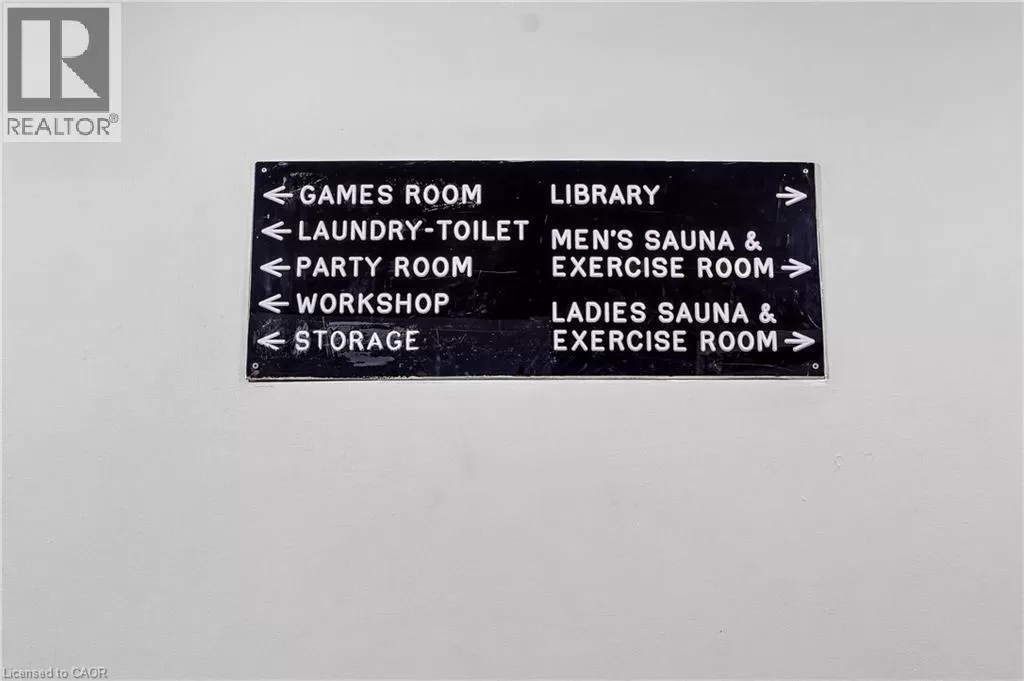 REALTOR®
← GAMES ROOM
← LAUNDRY-TOILET
← PARTY ROOM
← WORKSHOP
← STORAGE
LIBRARY →
MEN'S SAUNA &
EXERCISE ROOM →
LADIES SAUNA &
EXERCISE ROOM →
Licensed to CAOR